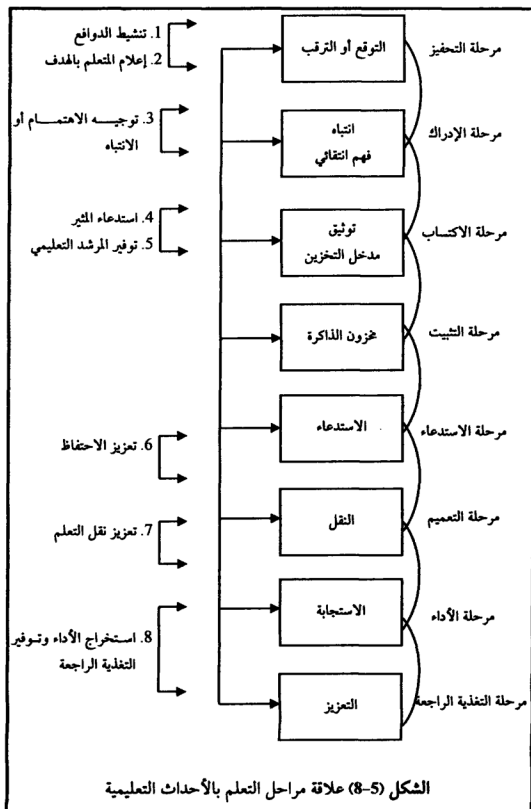 مرحلة التحفيز
التوقع أو الترقب
1. تنشيط الدوافع
2. إعلام المتعلم بالهدف
مرحلة الإدراك
انتباه
فهم انتقائي
3. توجيـــه الاهتمـــام أو
الانتباه
مرحلة الاكتساب
توثيق
مدخل التخزين
4. استدعاء المثير
5. توفير المرشد التعليمي
مرحلة التثبيت
مخزون الذاكرة
مرحلة الاستدعاء
الاستدعاء
6. تعزيز الاحتفاظ
مرحلة التعميم
النقل
7. تعزيز نقل التعلم
مرحلة الأداء
الاستجابة
8. استخراج الأداء وتوفير
التغذية الراجعة
مرحلة التغذية الراجعة
التعزيز
الشكل (5–8) علاقة مراحل التعلم بالأحداث التعليمية